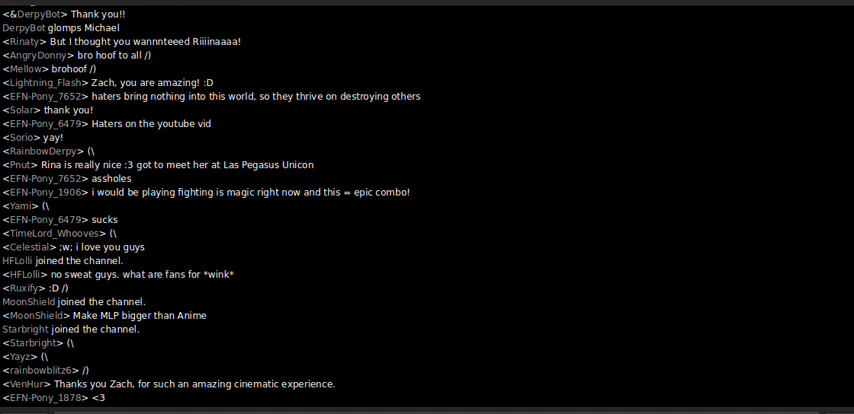 <&DerpyBot> Thank you!!
DerpyBot glomps Michael
<Rinaty> But I thought you wannnteeed Riiiinaaaa!
<AngryDonny> bro hoof to all /)
<Mellow> brohoof /)
<Lightning_Flash> Zach, you are amazing! :D
<EFN-Pony_7652> haters bring nothing into this world, so they thrive on destroying others
<Solar> thank you!
<EFN-Pony_6479> Haters on the youtube vid
<Sorio> yay!
<RainbowDerpy> (\
<Pnut> Rina is really nice :3 got to meet her at Las Pegasus Unicon
<EFN-Pony_7652> assholes
<EFN-Pony_1906> i would be playing fighting is magic right now and this = epic combo!
<Yami> (\
<EFN-Pony_6479> sucks
<TimeLord_Whooves> (\
<Celestial> ;w; i love you guys
HFLolli joined the channel.
<HFLolli> no sweat guys. what are fans for *wink*
<Ruxify> :D /)
MoonShield joined the channel.
<MoonShield> Make MLP bigger than Anime
Starbright joined the channel.
<Starbright> (\
<Yayz> (\
<rainbowblitz6> /)
<VenHur> Thanks you Zach, for such an amazing cinematic experience.
<EFN-Pony_1878> <3